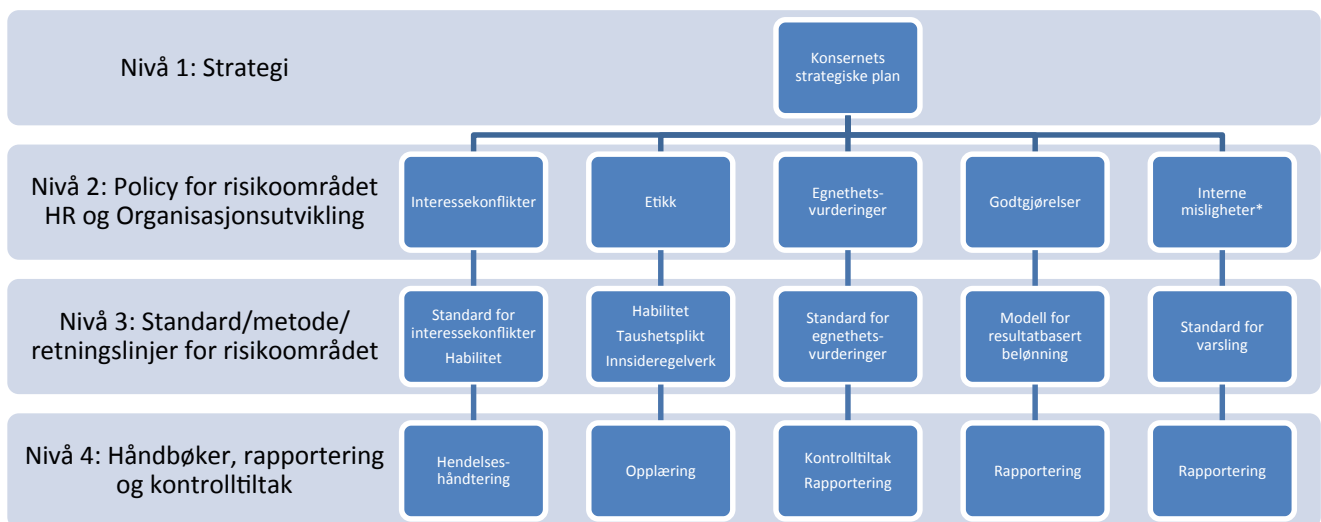 Nivå 1: Strategi
Konsernets
strategiske plan
Nivå 2: Policy for risikoområdet
HR og Organisasjonsutvikling
Interessekonflikter
Etikk
Egnethets-
vurderinger
Godtgjørelser
Interne
misligheter*
Nivå 3: Standard/metode/
retningslinjer for risikoområdet
Standard for
interessekonflikter
Habilitet
Habilitet
Taushetsplikt
Innsideregelverk
Standard for
egnethets-
vurderinger
Modell for
resultatbasert
belønning
Standard for
varsling
Nivå 4: Håndbøker, rapportering
og kontrolltiltak
Hendelses-
håndtering
Opplæring
Kontrolltiltak
Rapportering
Rapportering
Rapportering